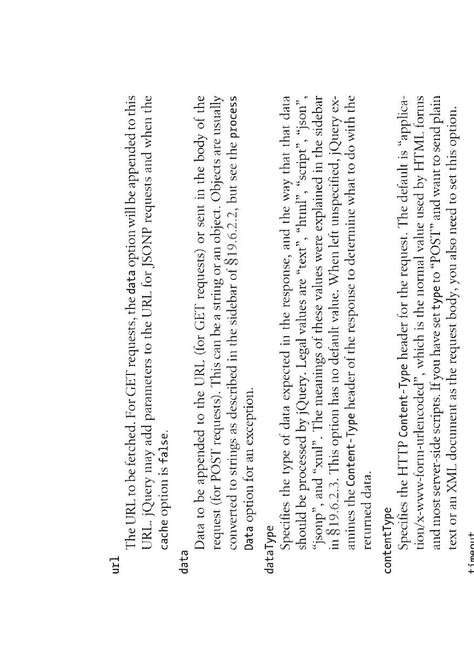 url
The URL to be fetched. For GET requests, the data option will be appended to this
URL. jQuery may add parameters to the URL for JSONP requests and when the
cache option is false.
data
Data to be appended to the URL (for GET requests) or sent in the body of the
request (for POST requests). This can be a string or an object. Objects are usually
converted to strings as described in the sidebar of §19.6.2.2, but see the process
Data option for an exception.
dataType
Specifies the type of data expected in the response, and the way that that data
should be processed by jQuery. Legal values are “text”, “html”, “script”, “json”,
“jsonp”, and “xml”. The meanings of these values were explained in the sidebar
in §19.6.2.3. This option has no default value. When left unspecified, jQuery ex-
amines the Content-Type header of the response to determine what to do with the
returned data.
contentType
Specifies the HTTP Content-Type header for the request. The default is “applica-
tion/x-www-form-urlencoded”, which is the normal value used by HTML forms
and most server-side scripts. If you have set type to “POST” and want to send plain
text or an XML document as the request body, you also need to set this option.
timeout